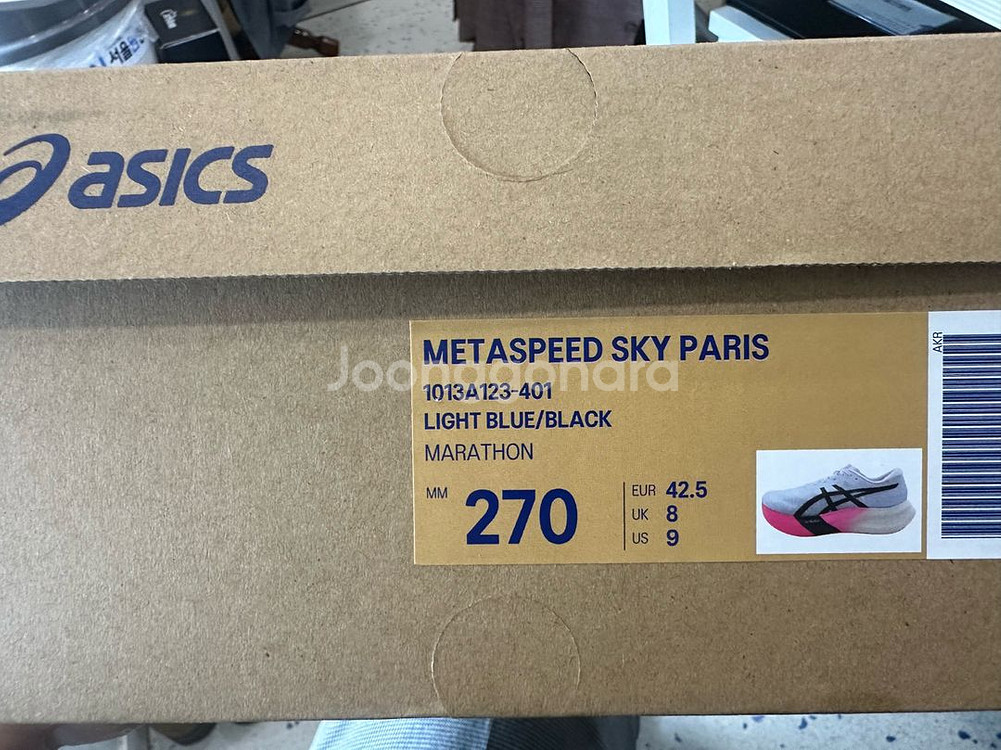 asics
AKR
METASPEED SKY PARIS
Joonggonara
1013A123-401
LIGHT BLUE/BLACK
MARATHON
MM 270
EUR 42.5
UK 8
US 9